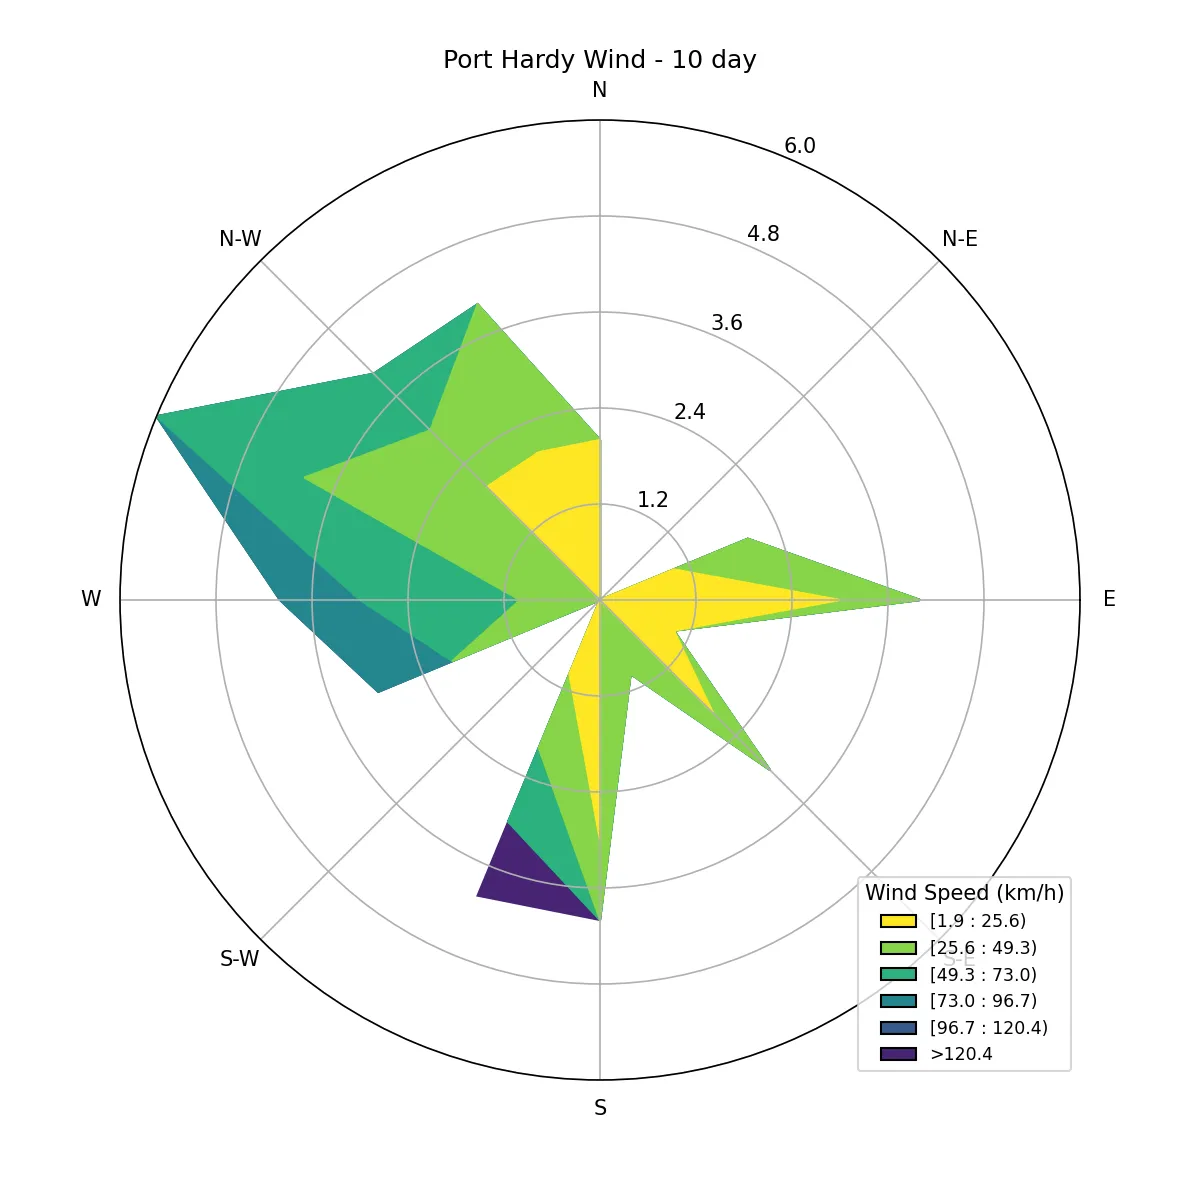 Port Hardy Wind - 10 day
N
6.0
N-W
N-E
4.8
3.6
2.4
1.2
W
E
Wind Speed (km/h)
[1.9 : 25.6)
[25.6 : 49.3)
S-W
S-E
[49.3 : 73.0)
[73.0 : 96.7)
[96.7 : 120.4)
>120.4
S